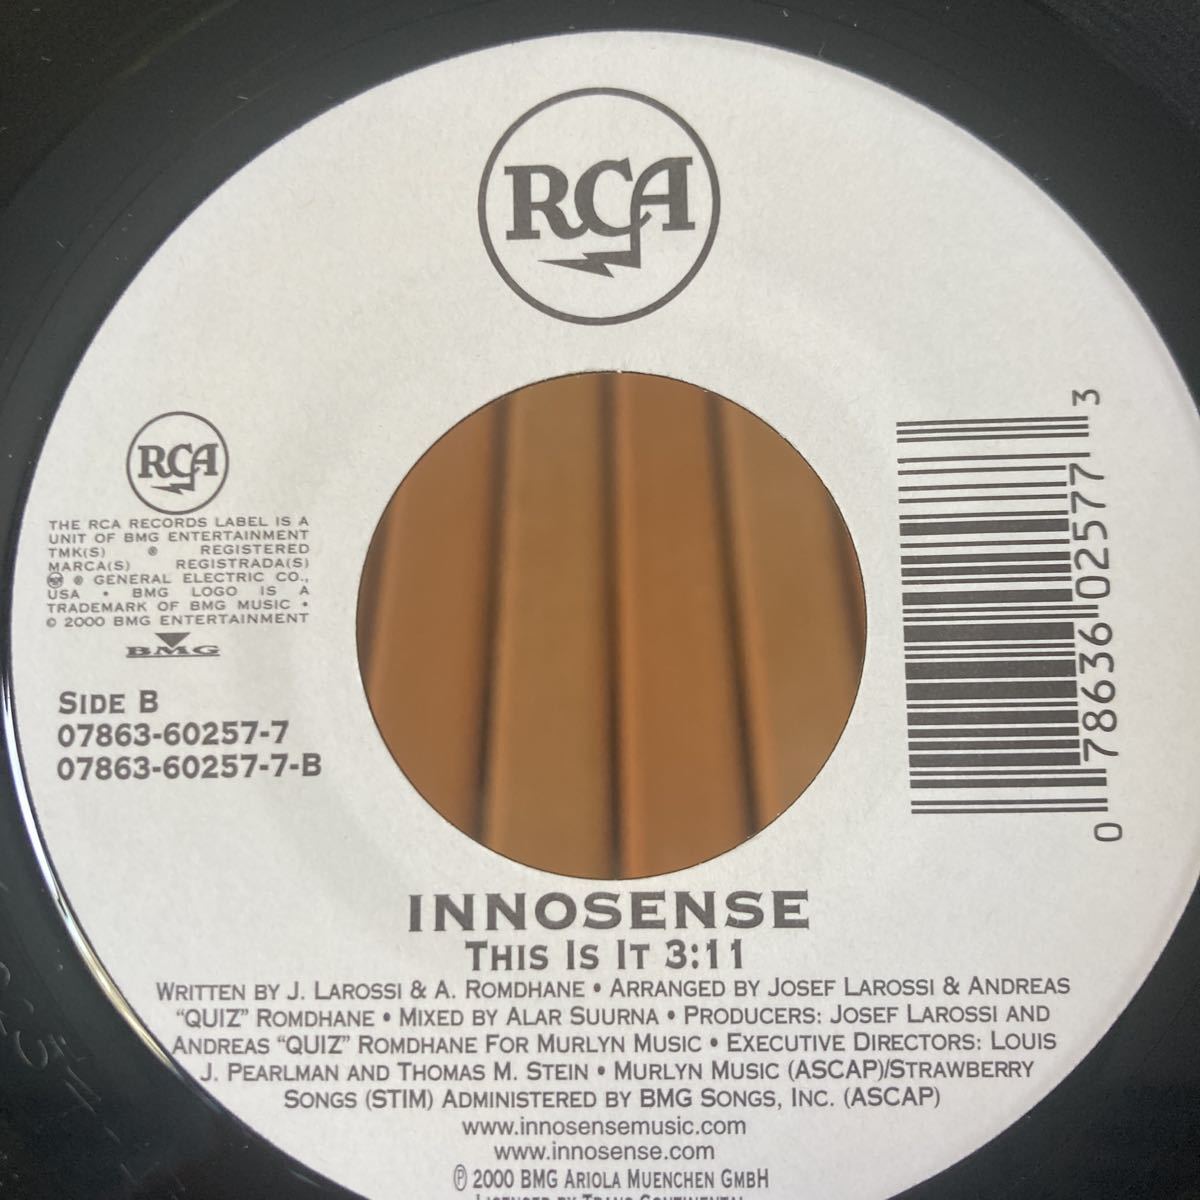 RCA
RCA
THE RCA RECORDS LABEL IS A
UNIT OF BMG ENTERTAINMENT
TMK(S) ® REGISTERED
MARCA(S) REGISTRADA(S)
RCA ® GENERAL ELECTRIC CO.,
USA • BMG LOGO IS A
TRADEMARK OF BMG MUSIC •
© 2000 BMG ENTERTAINMENT
BMG
SIDE B
07863-60257-7
07863-60257-7-B
0 78636 02577 3
INNOSENSE
THIS IS IT 3:11
WRITTEN BY J. LAROSSI & A. ROMDHANE • ARRANGED BY JOSEF LAROSSI & ANDREAS
"QUIZ" ROMDHANE • MIXED BY ALAR SUURNA • PRODUCERS: JOSEF LAROSSI AND
ANDREAS "QUIZ" ROMDHANE FOR MURLYN MUSIC • EXECUTIVE DIRECTORS: LOUIS
J. PEARLMAN AND THOMAS M. STEIN • MURLYN MUSIC (ASCAP)/STRAWBERRY
SONGS (STIM) ADMINISTERED BY BMG SONGS, INC. (ASCAP)
www.innosensemusic.com
www.innosense.com
℗ 2000 BMG ARIOLA MUENCHEN GMBH
LICENSED BY TRANS CONTINENTAL